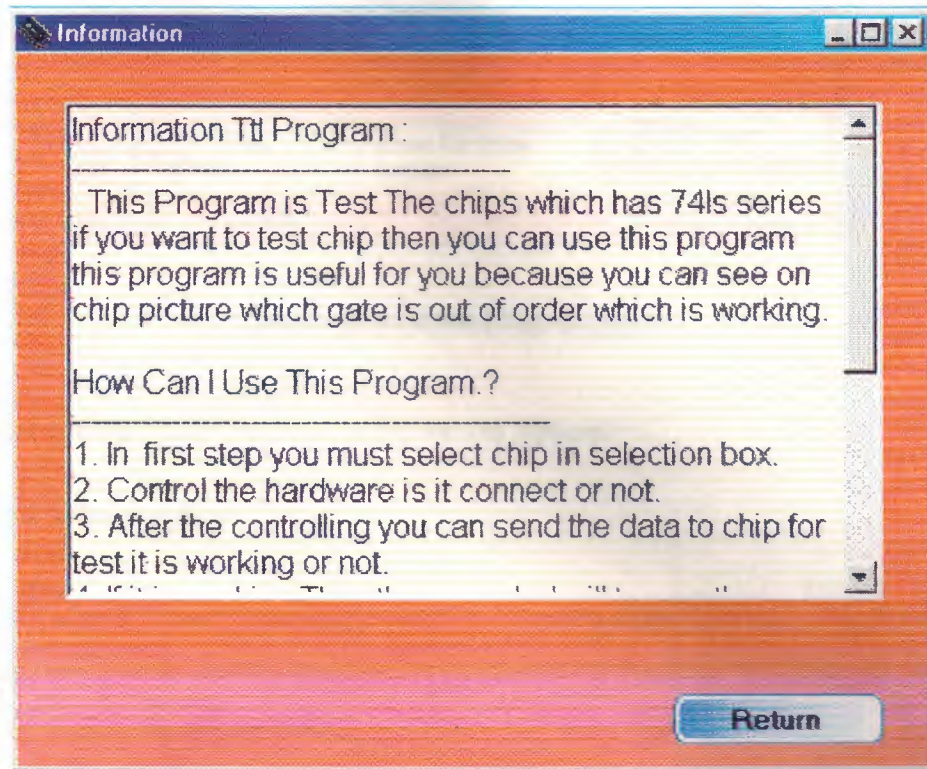 Information
Information Ttl Program :
------------------------------------------------
This Program is Test The chips which has 74ls series
if you want to test chip then you can use this program
this program is useful for you because you can see on
chip picture which gate is out of order which is working.
How Can I Use This Program.?
----------------------------------------------------
1. In first step you must select chip in selection box.
2. Control the hardware is it connect or not.
3. After the controlling you can send the data to chip for
test it is working or not.
Return